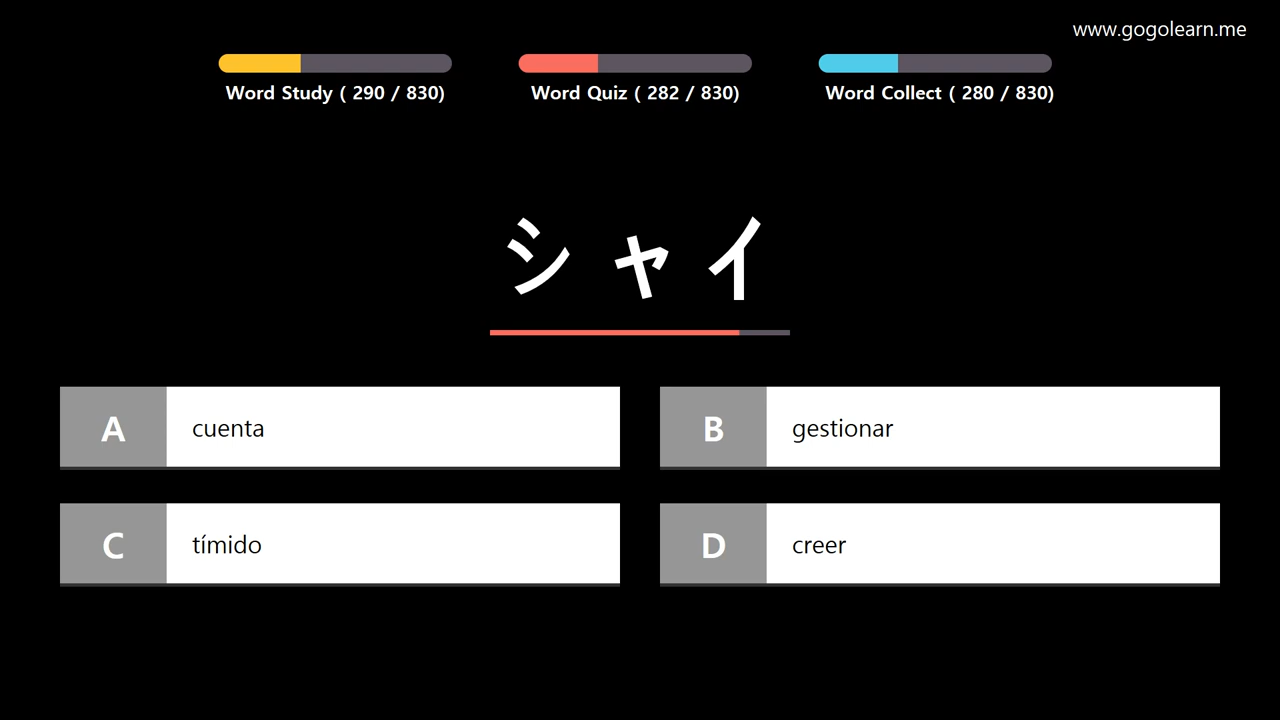 www.gogolearn.me
Word Study ( 290 / 830)
Word Quiz ( 282 / 830)
Word Collect ( 280 / 830)
シャイ
A cuenta
B gestionar
C tímido
D creer